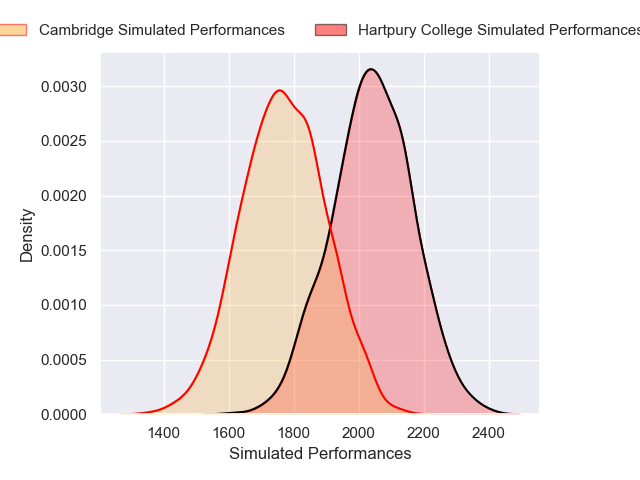 Cambridge Simulated Performances Hartpury College Simulated Performances
0.0030
0.0025
0.0020
0.0015
0.0010
0.0005
0.0000
Density
1400 1600 1800 2000 2200 2400
Simulated Performances